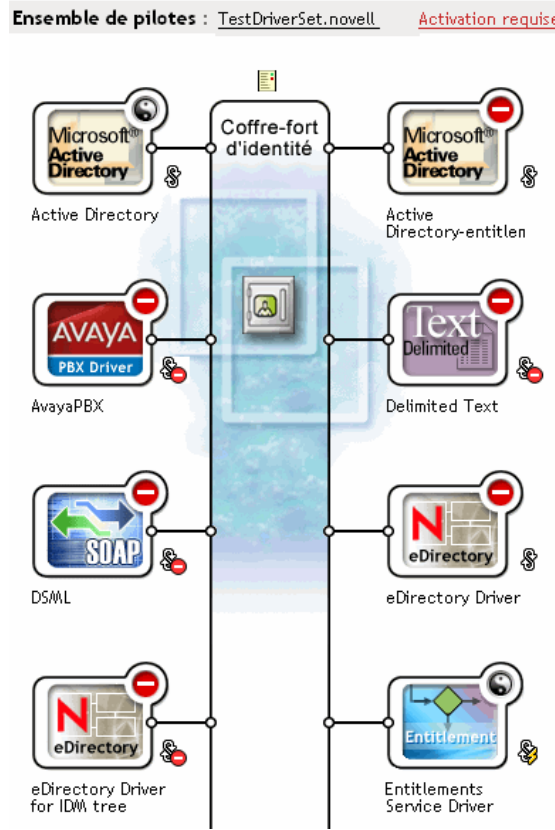 Ensemble de pilotes : TestDriverSet.novell Activation requise
Coffre-fort
d'identité
Microsoft®
Active
Directory
Active Directory
Microsoft®
Active
Directory
Active
Directory-entitlen
AVAYA
PBX Driver
AvayaPBX
Text
Delimited
Delimited Text
SOAP
DSML
N
eDirectory
eDirectory Driver
N
eDirectory
eDirectory Driver
for IDM tree
Entitlement
Entitlements
Service Driver